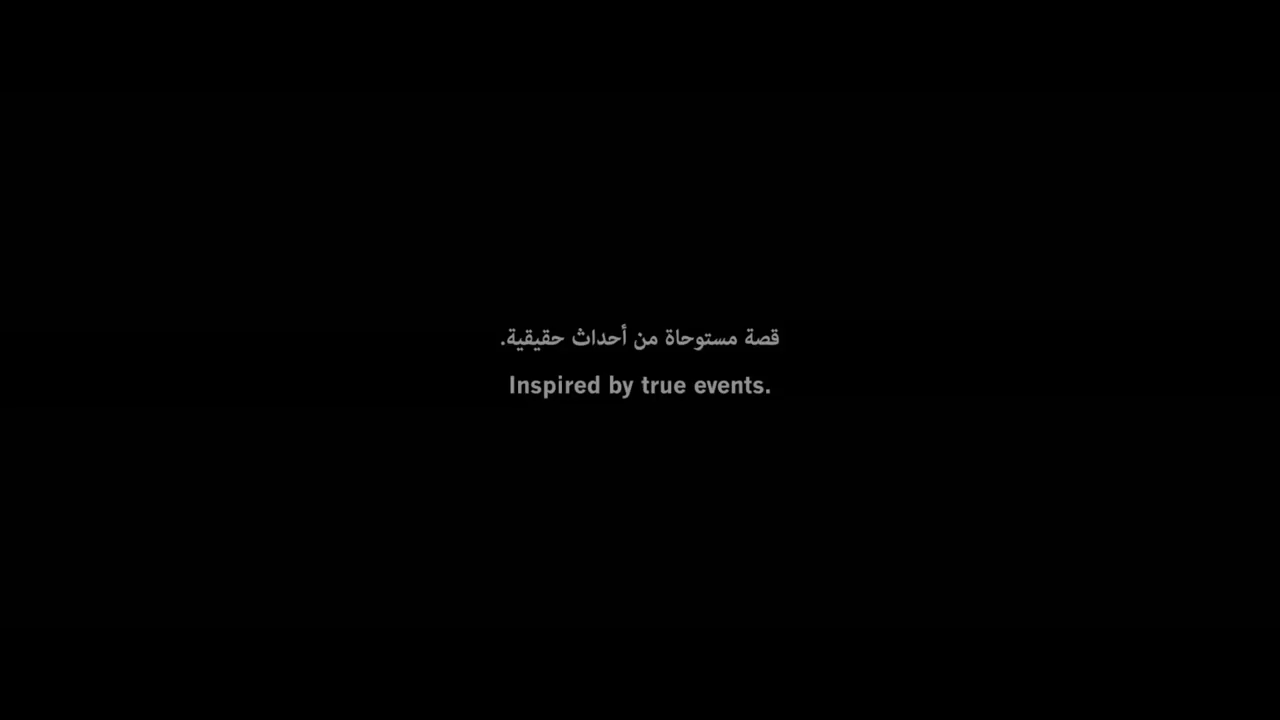 قصة مستوحاة من أحداث حقيقية.
Inspired by true events.